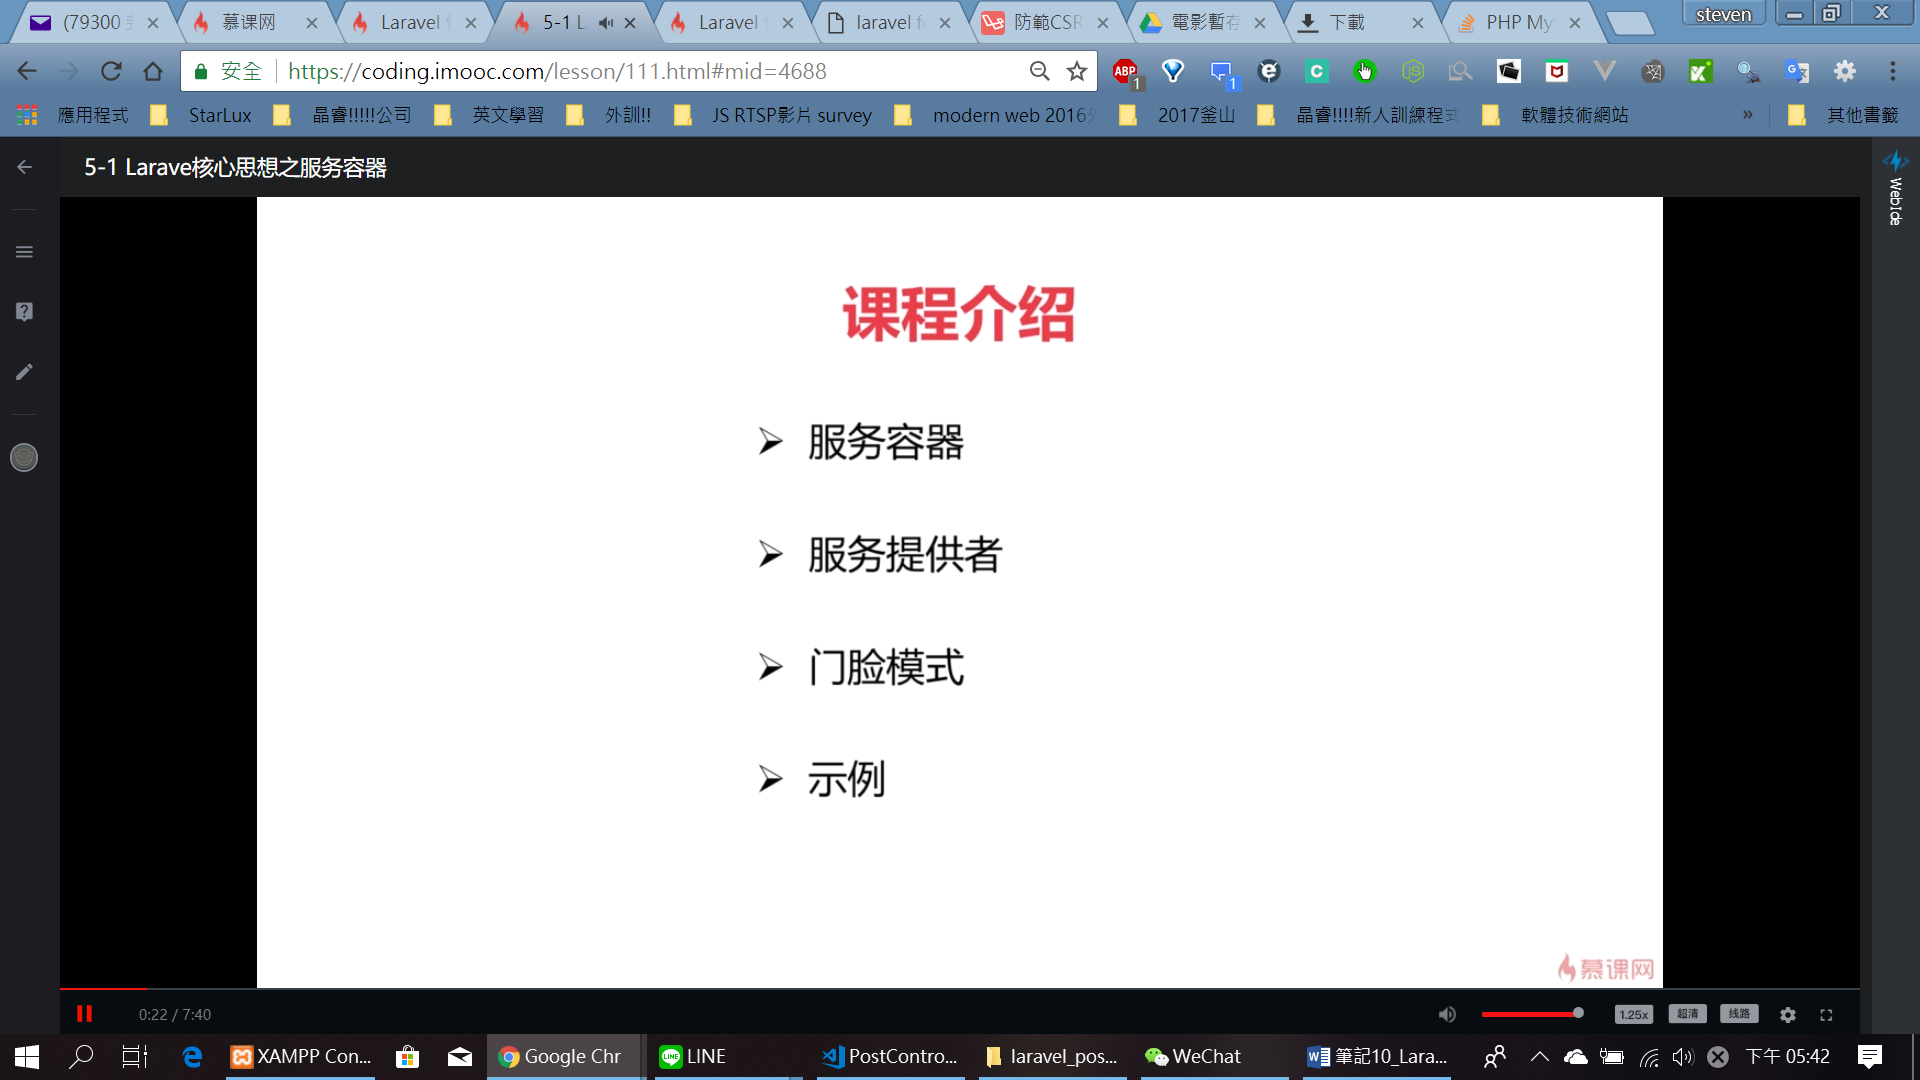 (79300
慕课网
Laravel
5-1 L
Laravel
laravel fo
防範CSR
電影暫存
下載
PHP My
steven
安全
https://coding.imooc.com/lesson/111.html#mid=4688
ABP
1
1
應用程式
StarLux
晶睿!!!!!公司
英文學習
外訓!!
JS RTSP影片 survey
modern web 2016
2017釜山
晶睿!!!!新人訓練程式
軟體技術網站
»
其他書籤
5-1 Larave核心思想之服务容器
WebIde
课程介绍
服务容器
服务提供者
门脸模式
示例
慕课网
0:22 / 7:40
1.25x
超清
线路
XAMPP Con...
Google Chr
LINE
PostContro...
laravel_pos...
WeChat
筆記10_Lara...
下午 05:42